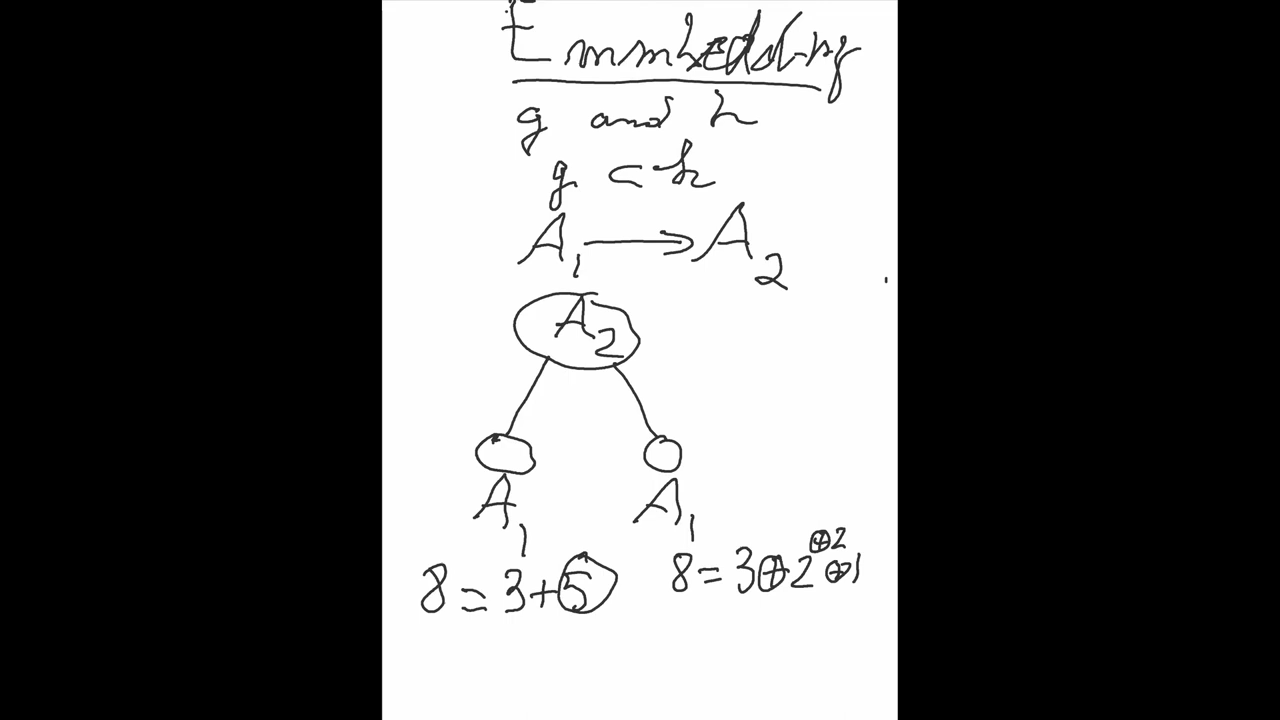 Emmbedding
g and h
g ⊂ h
A₁ → A₂
A₂
A₁ A₁
8 = 3 + 5 8 = 3 ⊕ 2^⊕2 ⊕ 1